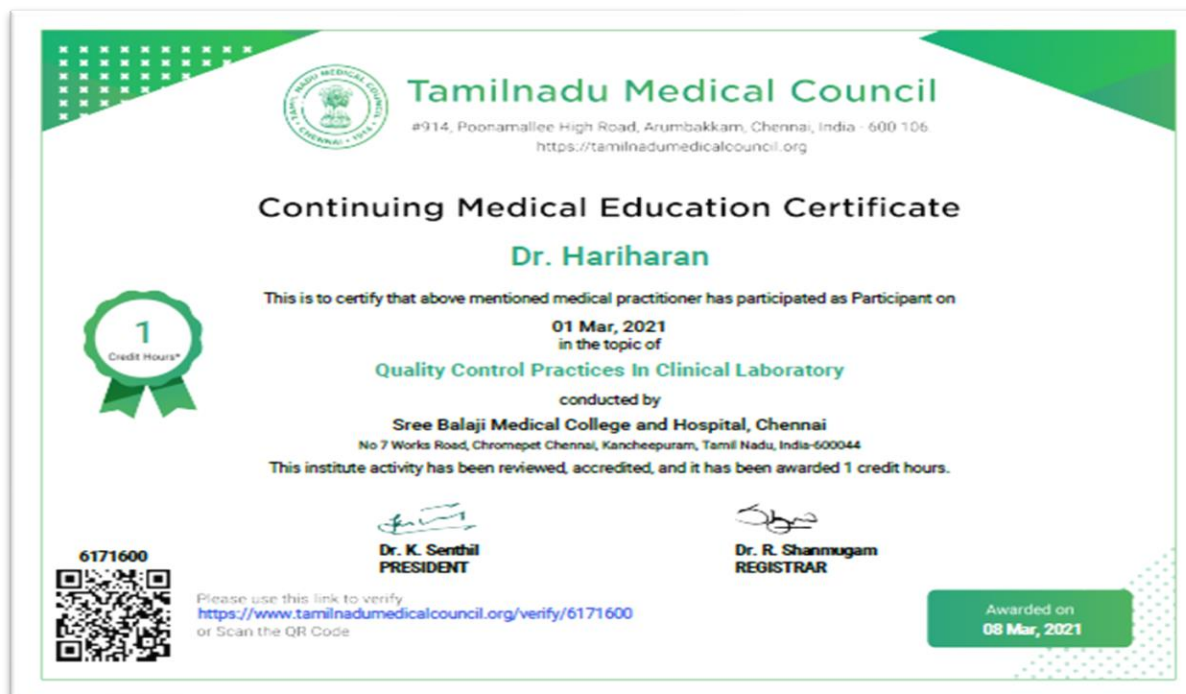 TAMIL NADU MEDICAL COUNCIL
CHENNAI • 1914
Tamilnadu Medical Council
#914, Poonamallee High Road, Arumbakkam, Chennai, India - 600 106.
https://tamilnadumedicalcouncil.org
Continuing Medical Education Certificate
Dr. Hariharan
This is to certify that above mentioned medical practitioner has participated as Participant on
1
Credit Hours*
01 Mar, 2021
in the topic of
Quality Control Practices In Clinical Laboratory
conducted by
Sree Balaji Medical College and Hospital, Chennai
No 7 Works Road, Chromepet Chennai, Kancheepuram, Tamil Nadu, India-600044
This institute activity has been reviewed, accredited, and it has been awarded 1 credit hours.
Dr. K. Senthil
PRESIDENT
Dr. R. Shanmugam
REGISTRAR
6171600
Please use this link to verify
https://www.tamilnadumedicalcouncil.org/verify/6171600
or Scan the QR Code
Awarded on
08 Mar, 2021